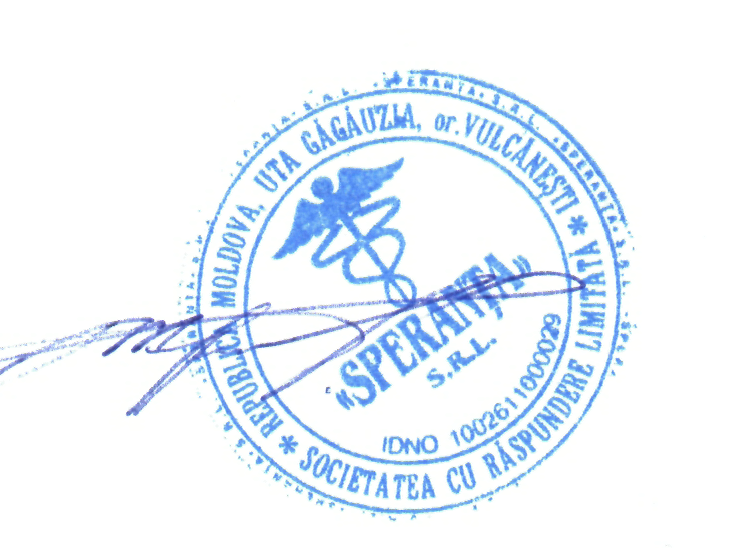 * REPUBLICA MOLDOVA, UTA GĂGĂUZIA, or. VULCĂNEŞTI
* SOCIETATEA CU RĂSPUNDERE LIMITATĂ
«SPERANŢA»
S.R.L.
IDNO 1002611000029